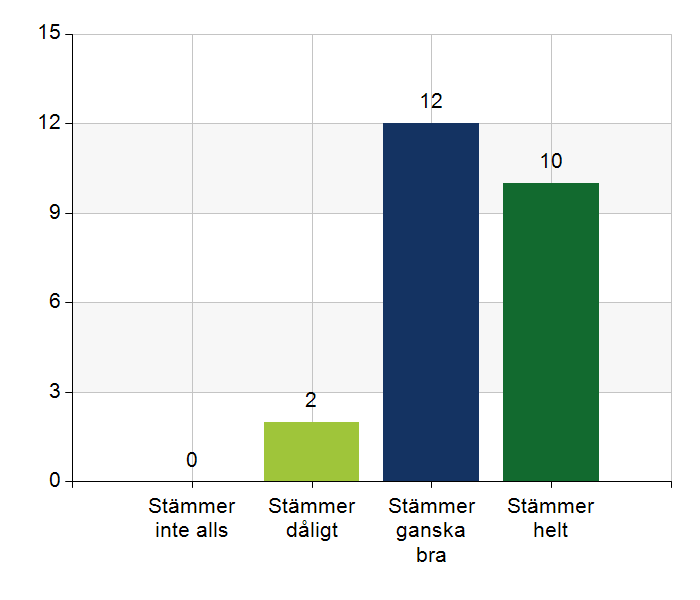 15
12
9
6
3
0
0
2
12
10
Stämmer
inte alls
Stämmer
dåligt
Stämmer
ganska
bra
Stämmer
helt